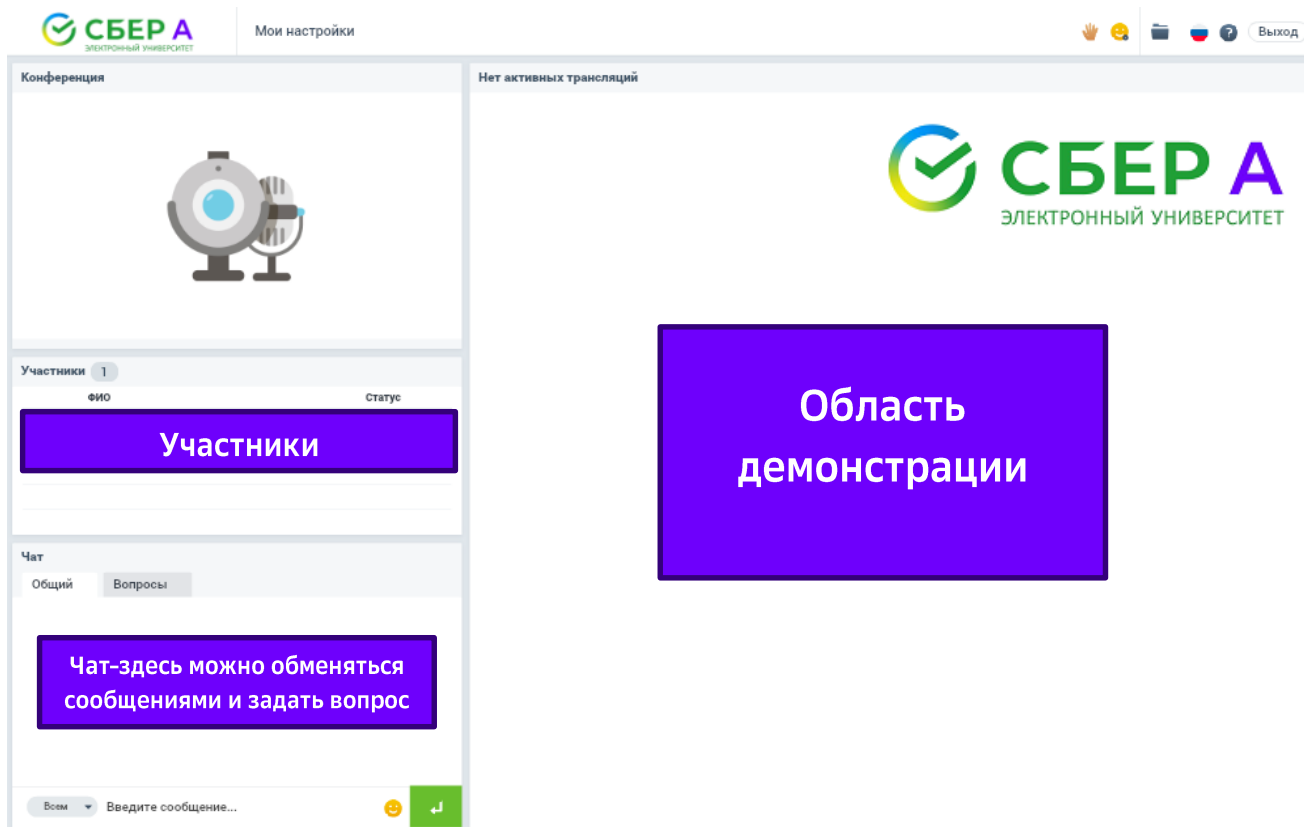 СБЕР А
ЭЛЕКТРОННЫЙ УНИВЕРСИТЕТ
Мои настройки
?
Выход
Конференция
Нет активных трансляций
СБЕР А
ЭЛЕКТРОННЫЙ УНИВЕРСИТЕТ
Участники 1
ФИО Статус
Участники
Область
демонстрации
Чат
Общий Вопросы
Чат-здесь можно обменяться
сообщениями и задать вопрос
Всем Введите сообщение...